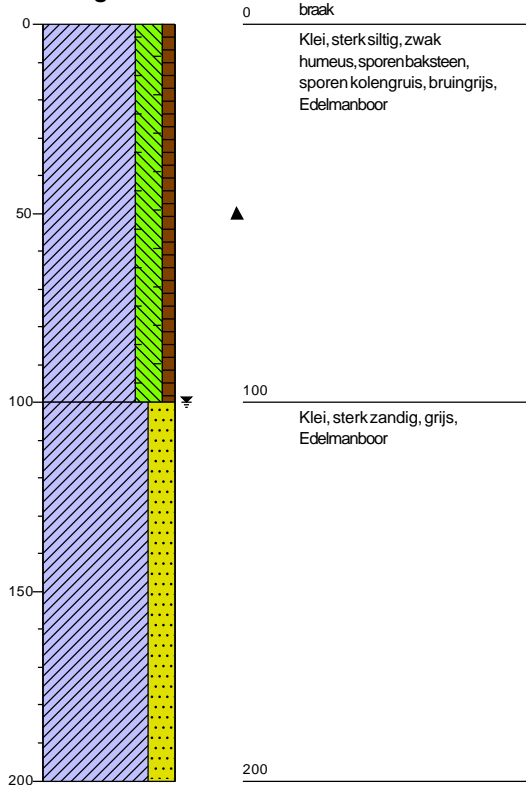 0
braak
0
Klei, sterk siltig, zwak
humeus, sporen baksteen,
sporen kolengruis, bruingrijs,
Edelmanboor
50
100
100
Klei, sterk zandig, grijs,
Edelmanboor
150
200
200